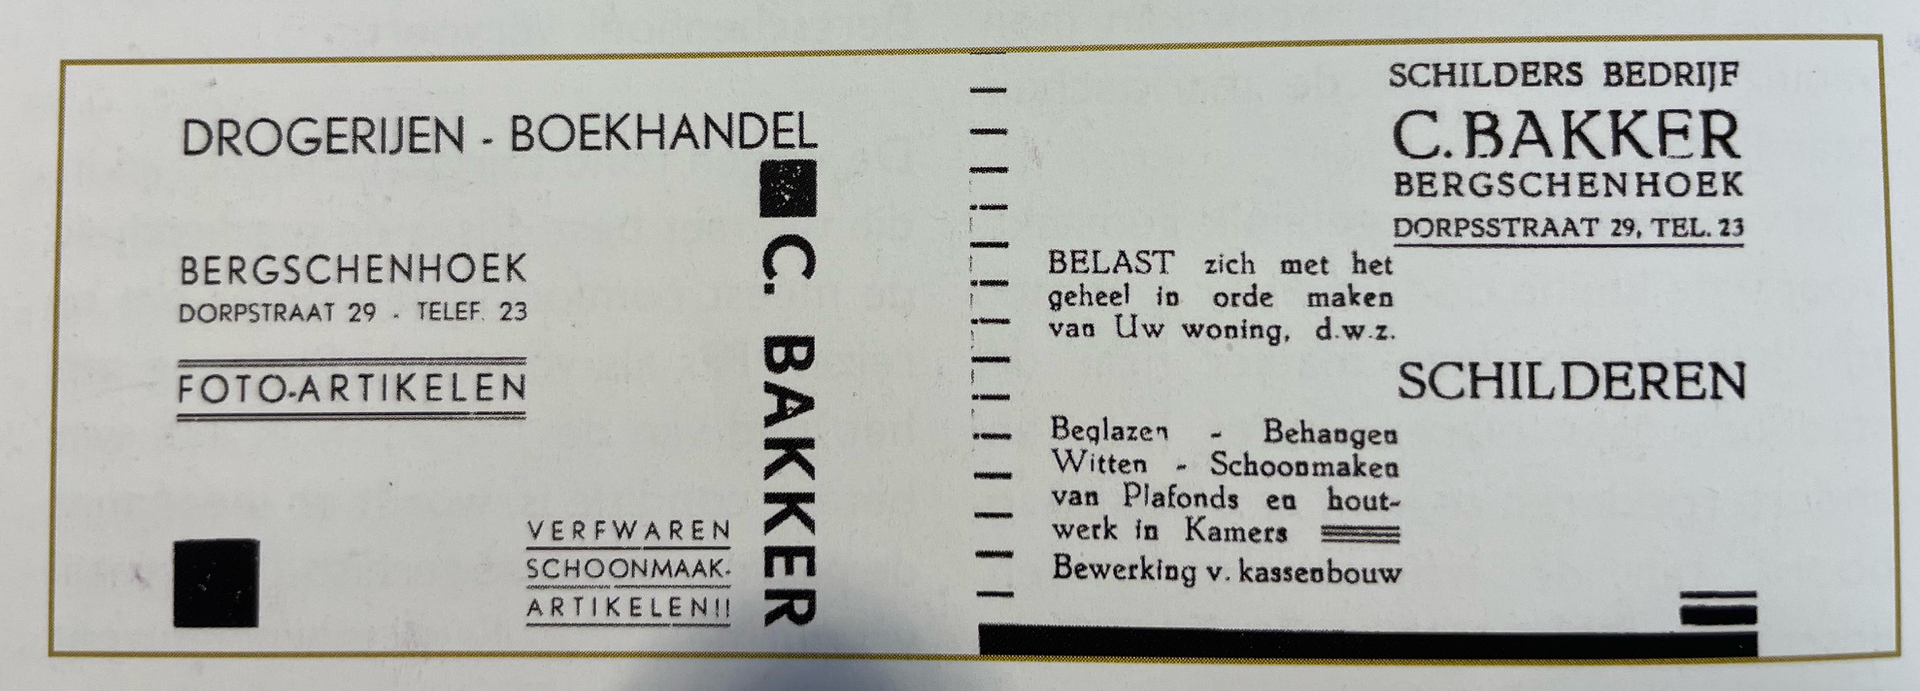 DROGERIJEN - BOEKHANDEL
C. BAKKER
BERGSCHENHOEK
DORPSTRAAT 29 - TELEF. 23
FOTO-ARTIKELEN
VERFWAREN
SCHOONMAAK-
ARTIKELEN!!
SCHILDERS BEDRIJF
C. BAKKER
BERGSCHENHOEK
DORPSSTRAAT 29, TEL. 23
BELAST zich met het
geheel in orde maken
van Uw woning, d.w.z.
SCHILDEREN
Beglazen - Behangen
Witten - Schoonmaken
van Plafonds en hout-
werk in Kamers
Bewerking v. kassenbouw